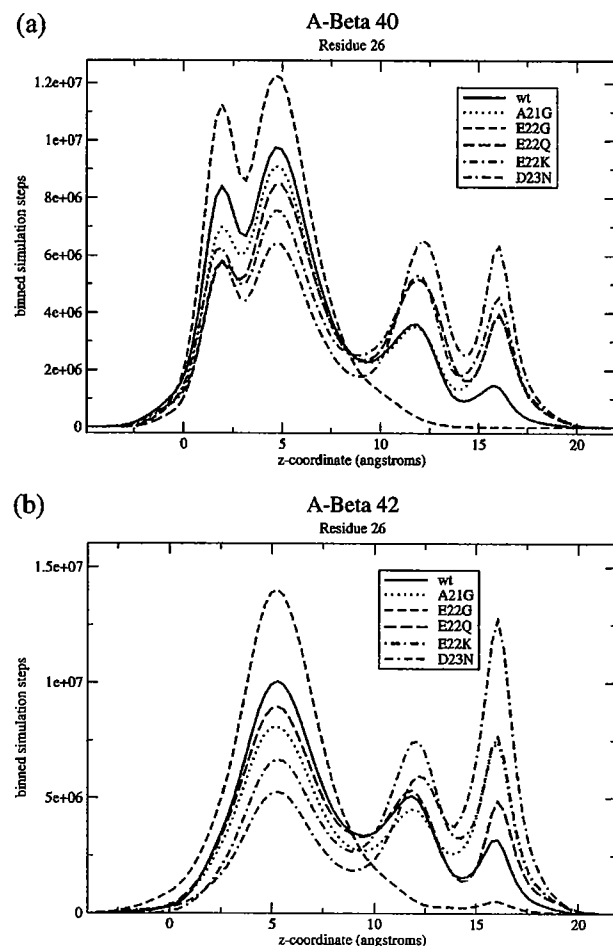 (a)
A-Beta 40
Residue 26
1.2e+07
1e+07
8e+06
6e+06
4e+06
2e+06
0
binned simulation steps
wt
A21G
E22G
E22Q
E22K
D23N
0 5 10 15 20
z-coordinate (angstroms)
(b)
A-Beta 42
Residue 26
1.5e+07
1e+07
5e+06
0
binned simulation steps
wt
A21G
E22G
E22Q
E22K
D23N
0 5 10 15 20
z-coordinate (angstroms)